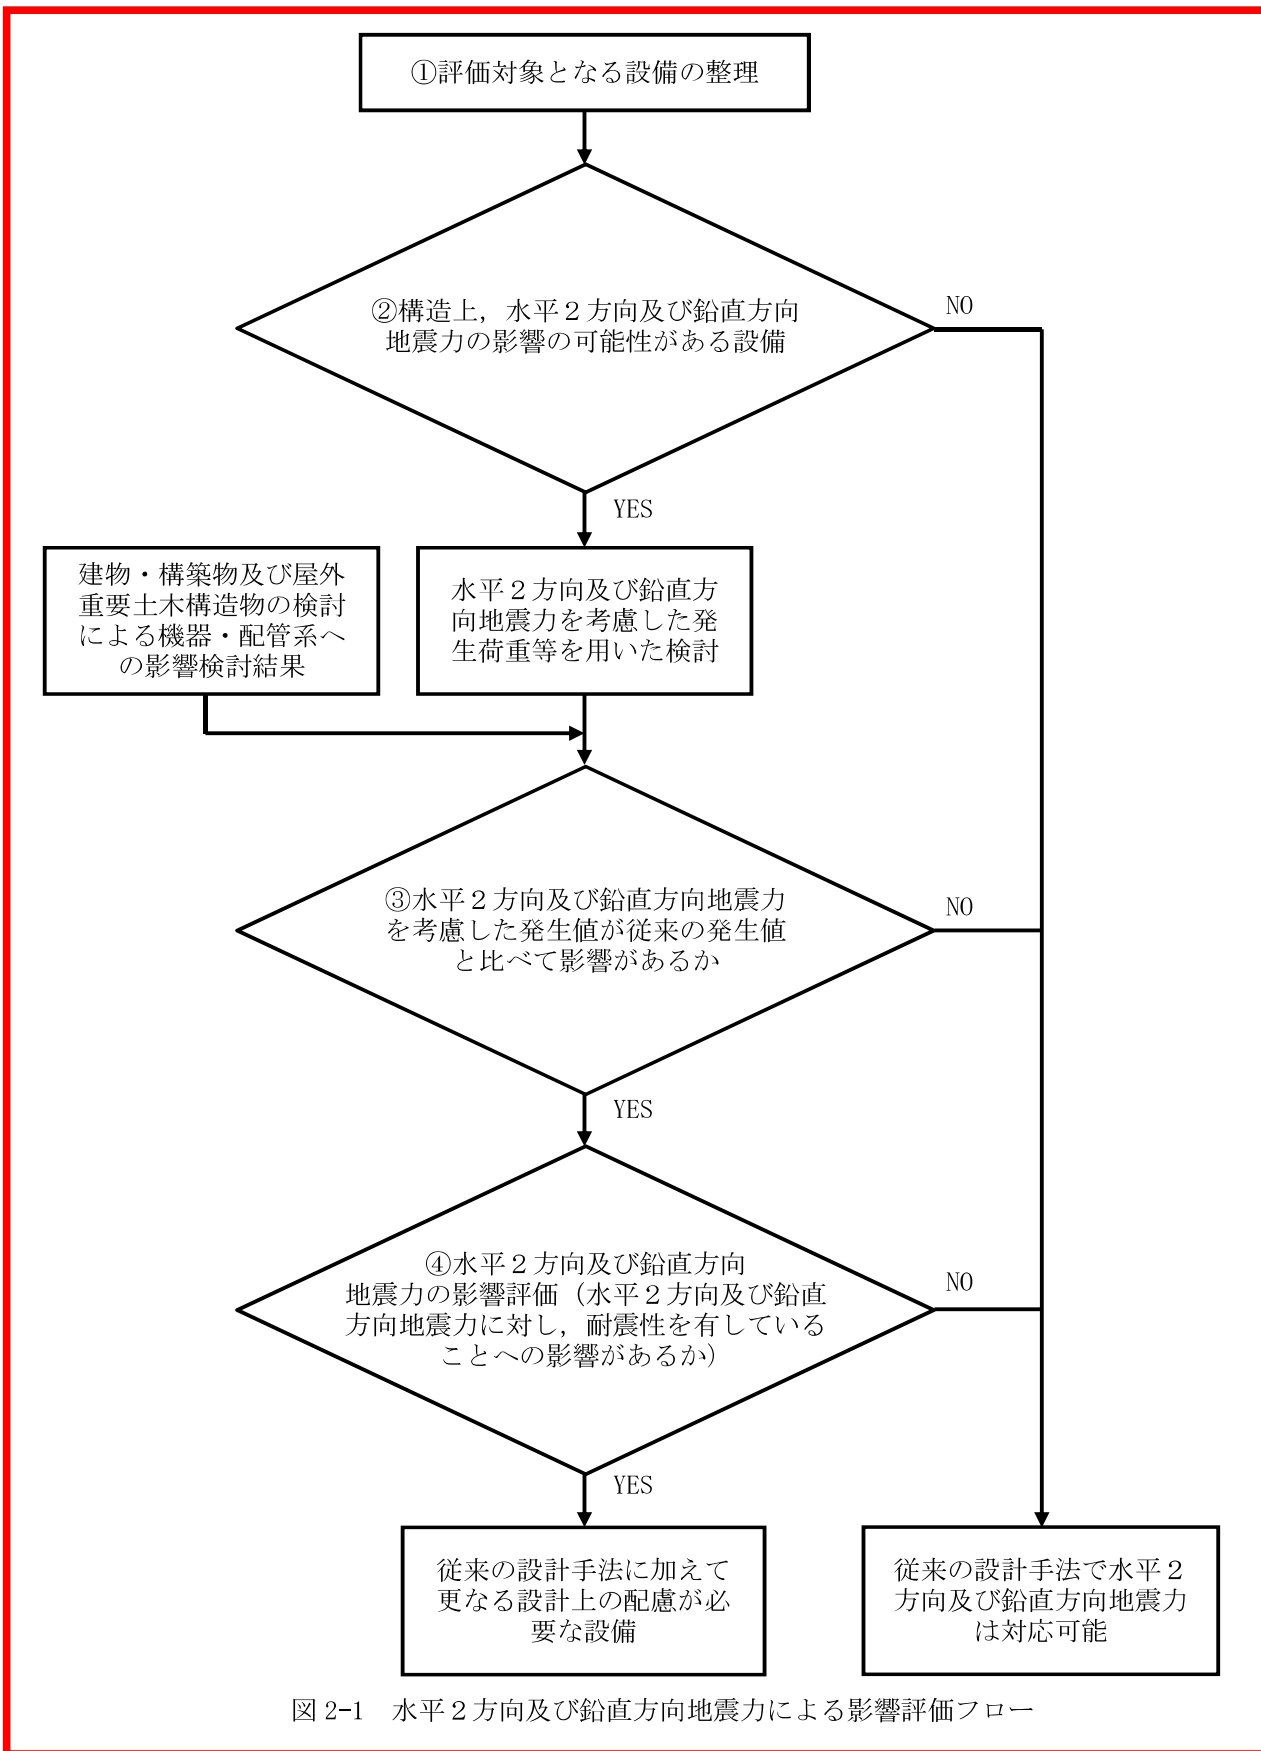 ①評価対象となる設備の整理
②構造上，水平２方向及び鉛直方向
地震力の影響の可能性がある設備
NO
YES
建物・構築物及び屋外
重要土木構造物の検討
による機器・配管系へ
の影響検討結果
水平２方向及び鉛直方
向地震力を考慮した発
生荷重等を用いた検討
③水平２方向及び鉛直方向地震力
を考慮した発生値が従来の発生値
と比べて影響があるか
NO
YES
④水平２方向及び鉛直方向
地震力の影響評価（水平２方向及び鉛直
方向地震力に対し，耐震性を有している
ことへの影響があるか）
NO
YES
従来の設計手法に加えて
更なる設計上の配慮が必
要な設備
従来の設計手法で水平２
方向及び鉛直方向地震力
は対応可能
図 2-1　水平２方向及び鉛直方向地震力による影響評価フロー